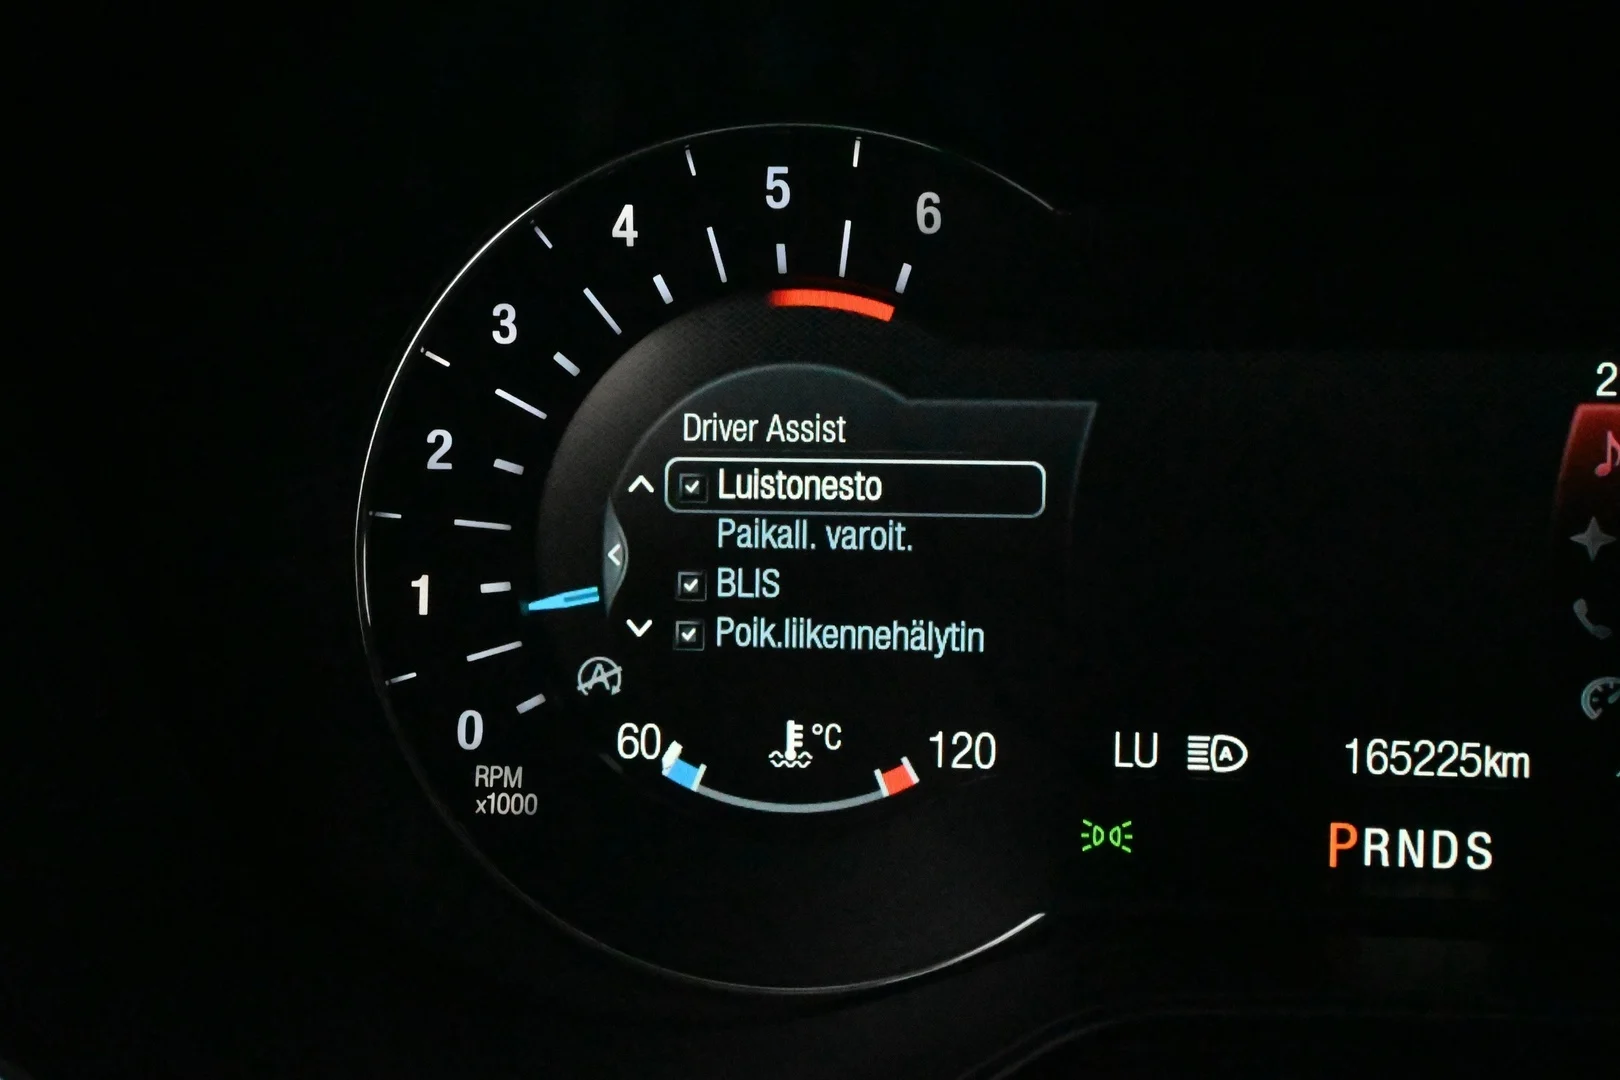 6
5
4
3
2
1
0
RPM
x1000
Driver Assist
Luistonesto
Paikall. varoit.
BLIS
Poik.liikennehälytin
A
60
°C
120
LU
A
165225km
PRNDS
2